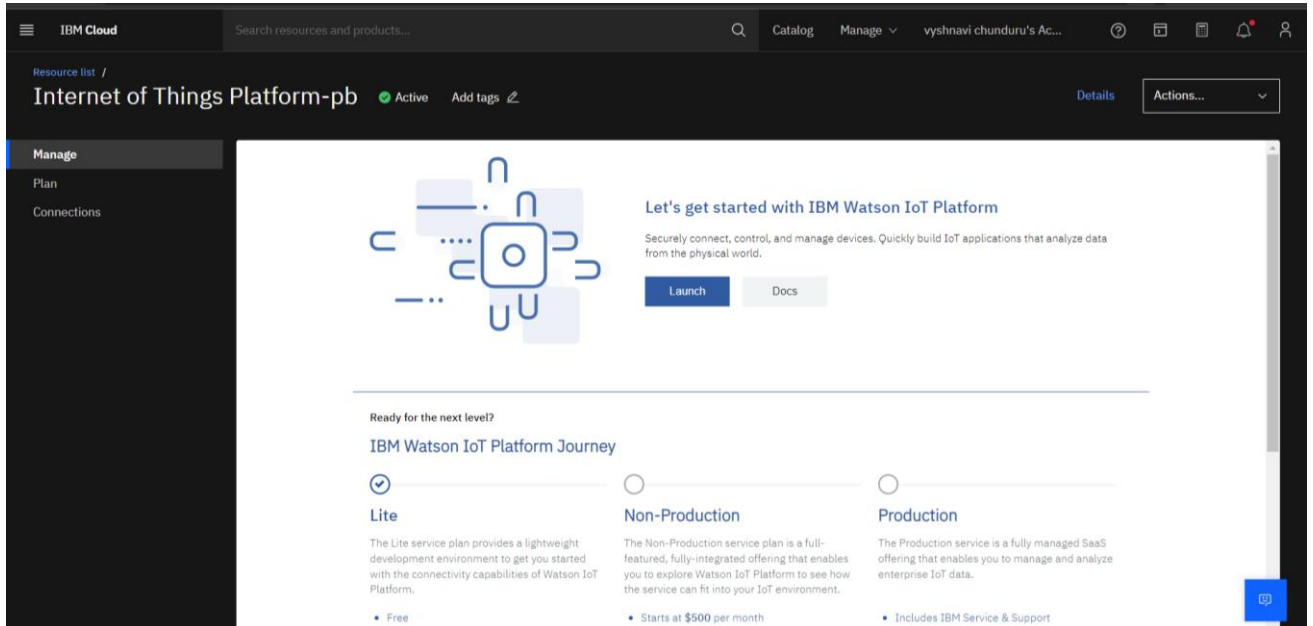 IBM Cloud
Search resources and products...
Catalog
Manage
vyshnavi chunduru's Ac...
Resource list /
Internet of Things Platform-pb
Active
Add tags
Details
Actions...
Manage
Plan
Connections
Let's get started with IBM Watson IoT Platform
Securely connect, control, and manage devices. Quickly build IoT applications that analyze data
from the physical world.
Launch
Docs
Ready for the next level?
IBM Watson IoT Platform Journey
Lite
The Lite service plan provides a lightweight
development environment to get you started
with the connectivity capabilities of Watson IoT
Platform.
• Free
Non-Production
The Non-Production service plan is a full-
featured, fully-integrated offering that enables
you to explore Watson IoT Platform to see how
the service can fit into your IoT environment.
• Starts at $500 per month
Production
The Production service is a fully managed SaaS
offering that enables you to manage and analyze
enterprise IoT data.
• Includes IBM Service & Support